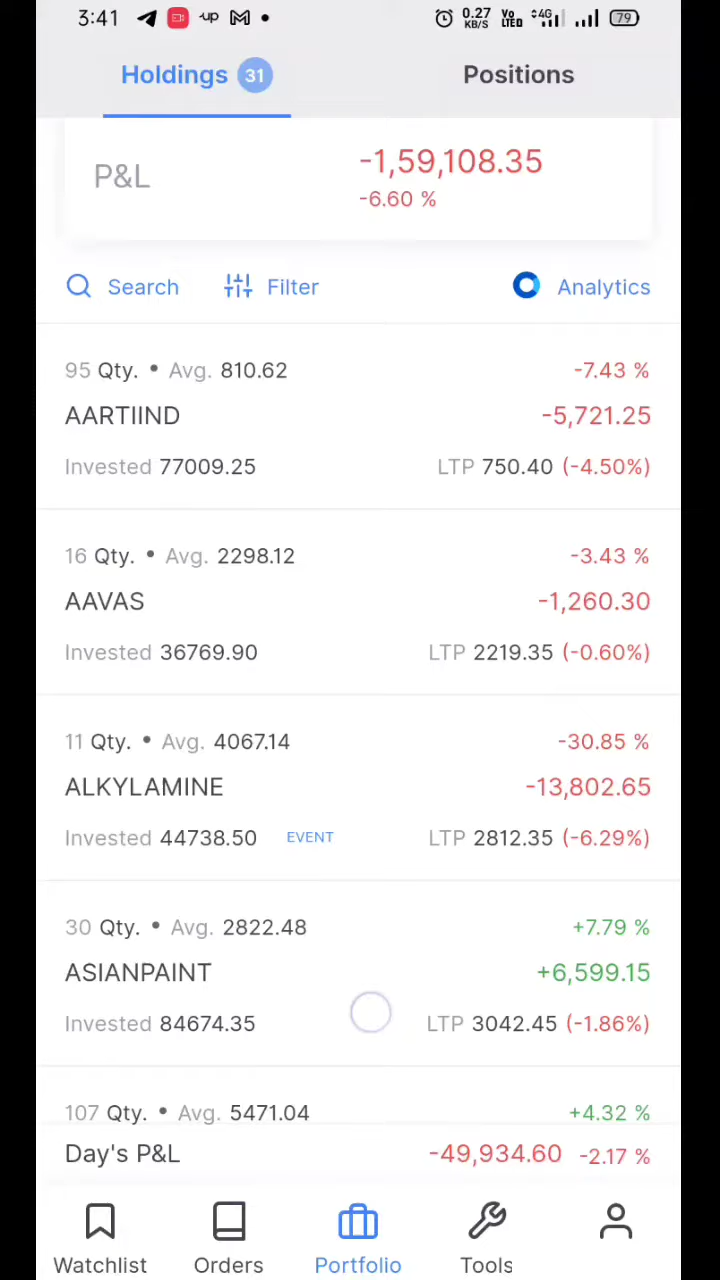 3:41 up 0.27 KB/S Vo LTED 4G 79
Holdings 31 Positions
P&L -1,59,108.35
-6.60 %
Search Filter Analytics
95 Qty. • Avg. 810.62 -7.43 %
AARTIIND -5,721.25
Invested 77009.25 LTP 750.40 (-4.50%)
16 Qty. • Avg. 2298.12 -3.43 %
AAVAS -1,260.30
Invested 36769.90 LTP 2219.35 (-0.60%)
11 Qty. • Avg. 4067.14 -30.85 %
ALKYLAMINE -13,802.65
Invested 44738.50 EVENT LTP 2812.35 (-6.29%)
30 Qty. • Avg. 2822.48 +7.79 %
ASIANPAINT +6,599.15
Invested 84674.35 LTP 3042.45 (-1.86%)
107 Qty. • Avg. 5471.04 +4.32 %
Day's P&L -49,934.60 -2.17 %
Watchlist Orders Portfolio Tools